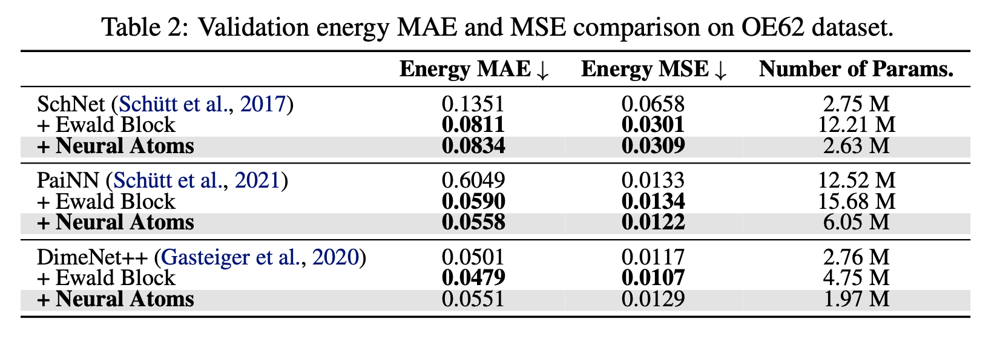 Table 2: Validation energy MAE and MSE comparison on OE62 dataset.
Energy MAE ↓ Energy MSE ↓ Number of Params.
SchNet (Schütt et al., 2017) 0.1351 0.0658 2.75 M
+ Ewald Block 0.0811 0.0301 12.21 M
+ Neural Atoms 0.0834 0.0309 2.63 M
PaiNN (Schütt et al., 2021) 0.6049 0.0133 12.52 M
+ Ewald Block 0.0590 0.0134 15.68 M
+ Neural Atoms 0.0558 0.0122 6.05 M
DimeNet++ (Gasteiger et al., 2020) 0.0501 0.0117 2.76 M
+ Ewald Block 0.0479 0.0107 4.75 M
+ Neural Atoms 0.0551 0.0129 1.97 M